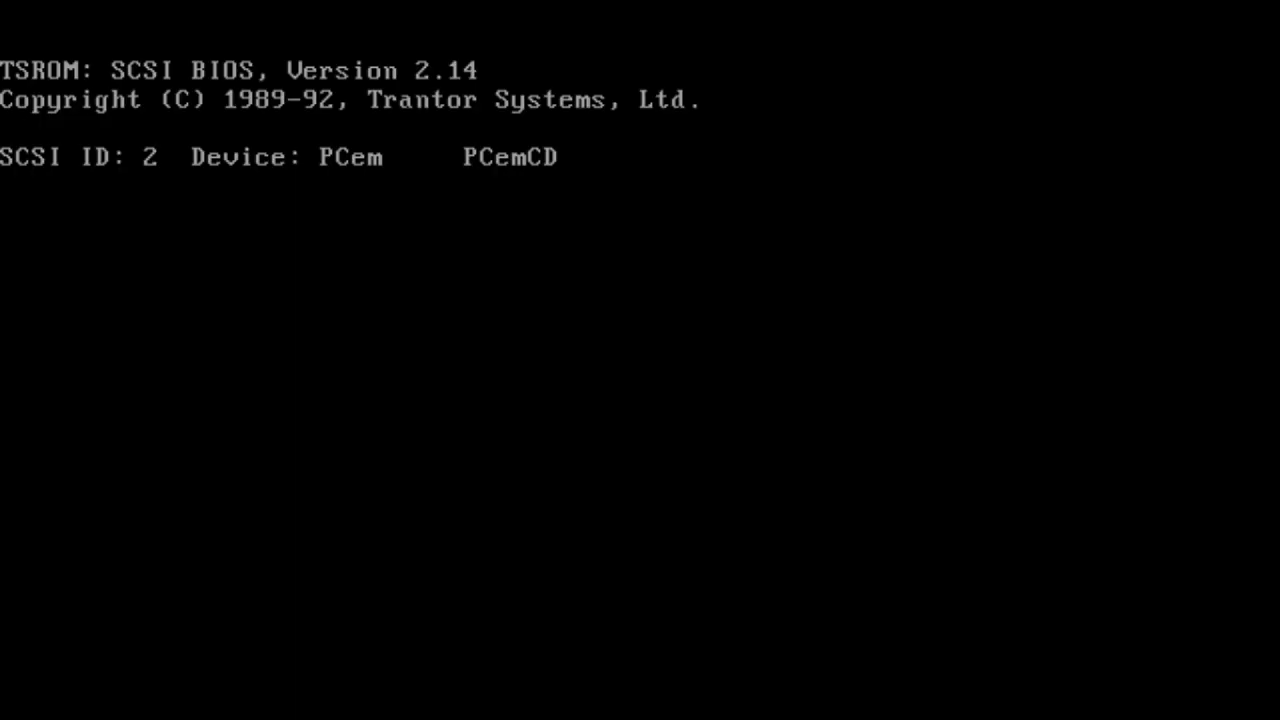 TSROM: SCSI BIOS, Version 2.14
Copyright (C) 1989-92, Trantor Systems, Ltd.
SCSI ID: 2  Device: PCem     PCemCD